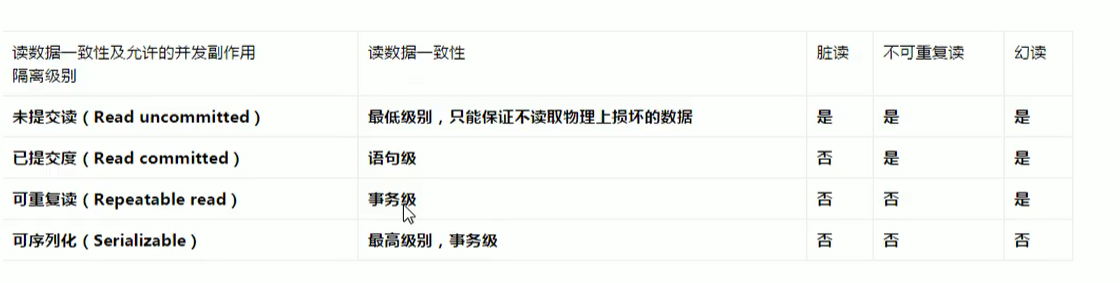 读数据一致性及允许的并发副作用
隔离级别
读数据一致性
脏读
不可重复读
幻读
未提交读（Read uncommitted）
最低级别，只能保证不读取物理上损坏的数据
是
是
是
已提交度（Read committed）
语句级
否
是
是
可重复读（Repeatable read）
事务级
否
否
是
可序列化（Serializable）
最高级别，事务级
否
否
否